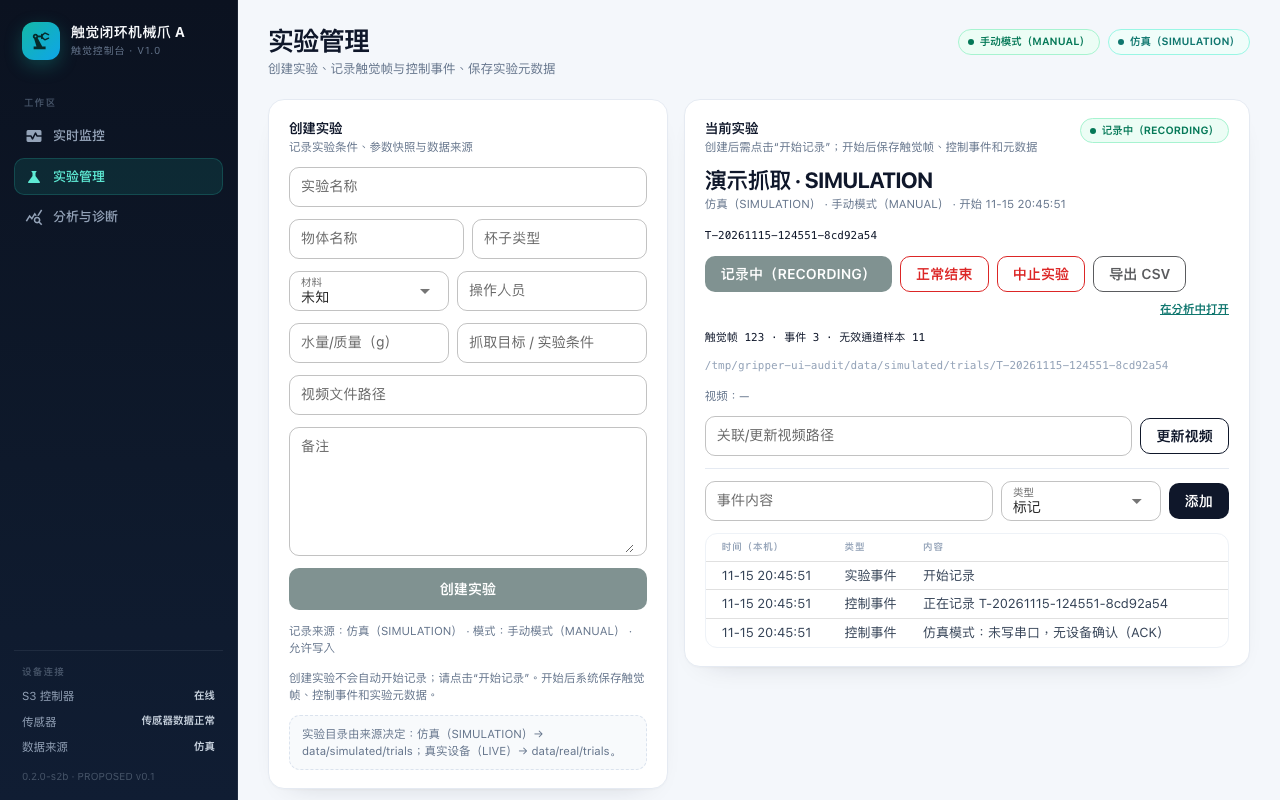 触觉闭环机械爪 A
触觉控制台 · V1.0
工作区
实时监控
实验管理
分析与诊断
设备连接
S3 控制器 在线
传感器 传感器数据正常
数据来源 仿真
0.2.0-s2b · PROPOSED v0.1
实验管理
创建实验、记录触觉帧与控制事件、保存实验元数据
手动模式（MANUAL） 仿真（SIMULATION）
创建实验
记录实验条件、参数快照与数据来源
实验名称
物体名称 杯子类型
材料
未知
操作人员
水量/质量（g） 抓取目标 / 实验条件
视频文件路径
备注
创建实验
记录来源：仿真（SIMULATION） · 模式：手动模式（MANUAL） ·
允许写入
创建实验不会自动开始记录；请点击“开始记录”。开始后系统保存触觉
帧、控制事件和实验元数据。
实验目录由来源决定：仿真（SIMULATION）→
data/simulated/trials；真实设备（LIVE）→ data/real/trials。
当前实验
创建后需点击“开始记录”；开始后保存触觉帧、控制事件和元数据
记录中（RECORDING）
演示抓取 · SIMULATION
仿真（SIMULATION） · 手动模式（MANUAL） · 开始 11-15 20:45:51
T-20261115-124551-8cd92a54
记录中（RECORDING） 正常结束 中止实验 导出 CSV
在分析中打开
触觉帧 123 · 事件 3 · 无效通道样本 11
/tmp/gripper-ui-audit/data/simulated/trials/T-20261115-124551-8cd92a54
视频：—
关联/更新视频路径 更新视频
事件内容
类型
标记
添加
时间（本机） 类型 内容
11-15 20:45:51 实验事件 开始记录
11-15 20:45:51 控制事件 正在记录 T-20261115-124551-8cd92a54
11-15 20:45:51 控制事件 仿真模式：未写串口，无设备确认（ACK）